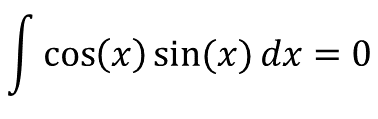 ∫ cos(x) sin(x) dx = 0